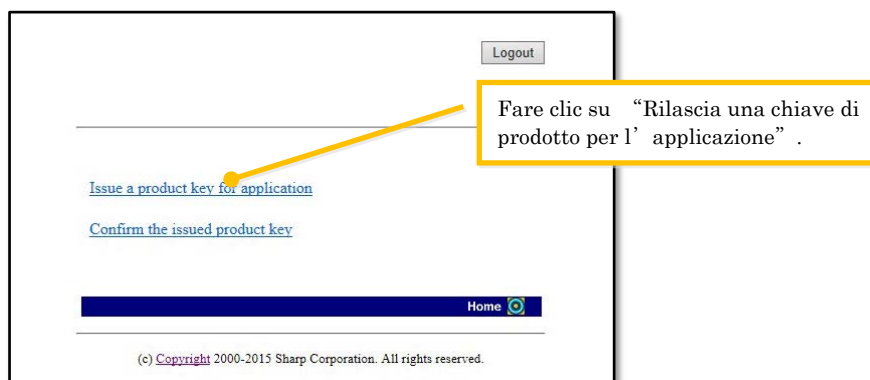 Logout
Fare clic su “Rilascia una chiave di
prodotto per l’applicazione”.
Issue a product key for application
Confirm the issued product key
Home
(c) Copyright 2000-2015 Sharp Corporation. All rights reserved.